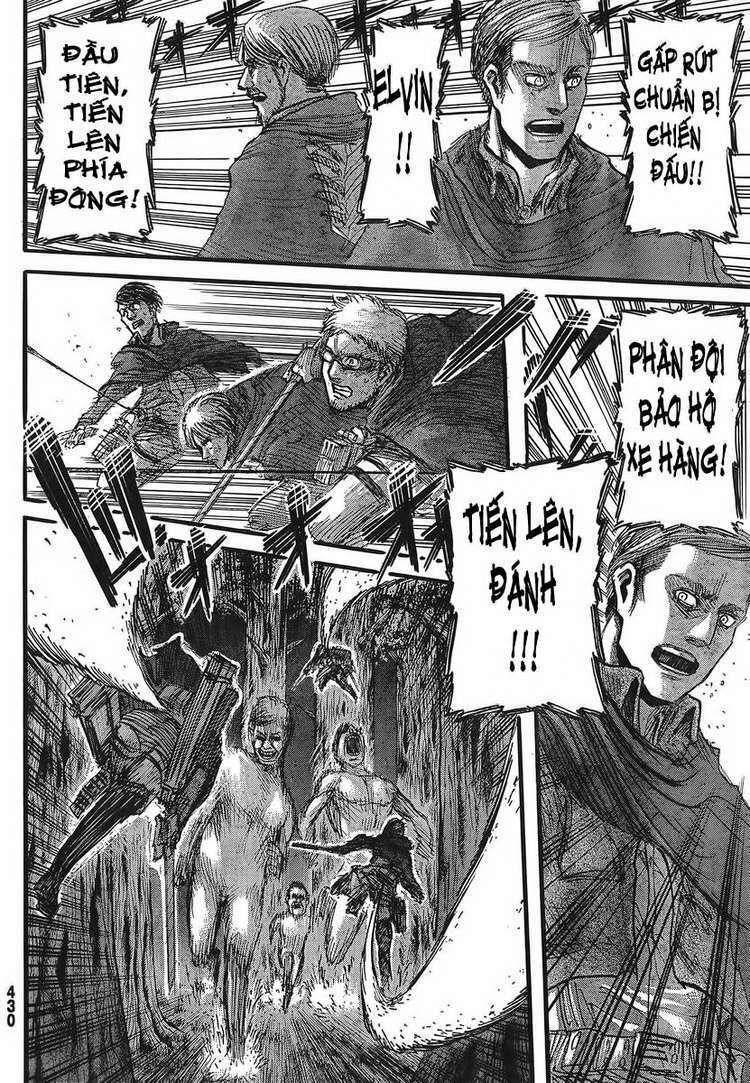 GẤP RÚT
CHUẨN BỊ
CHIẾN
ĐẤU!!
ELVIN
!!
ĐẦU
TIÊN,
TIẾN
LÊN
PHÍA
ĐÔNG!
PHÂN ĐỘI
BẢO HỘ
XE HÀNG!
TIẾN LÊN,
ĐÁNH
!!!
430